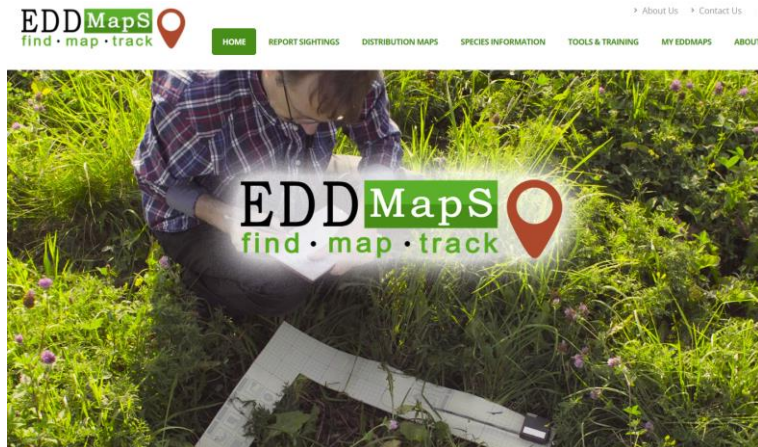 About Us
Contact Us
EDDMapS
find · map · track
HOME
REPORT SIGHTINGS
DISTRIBUTION MAPS
SPECIES INFORMATION
TOOLS & TRAINING
MY EDDMAPS
ABOUT
EDDMapS
find · map · track